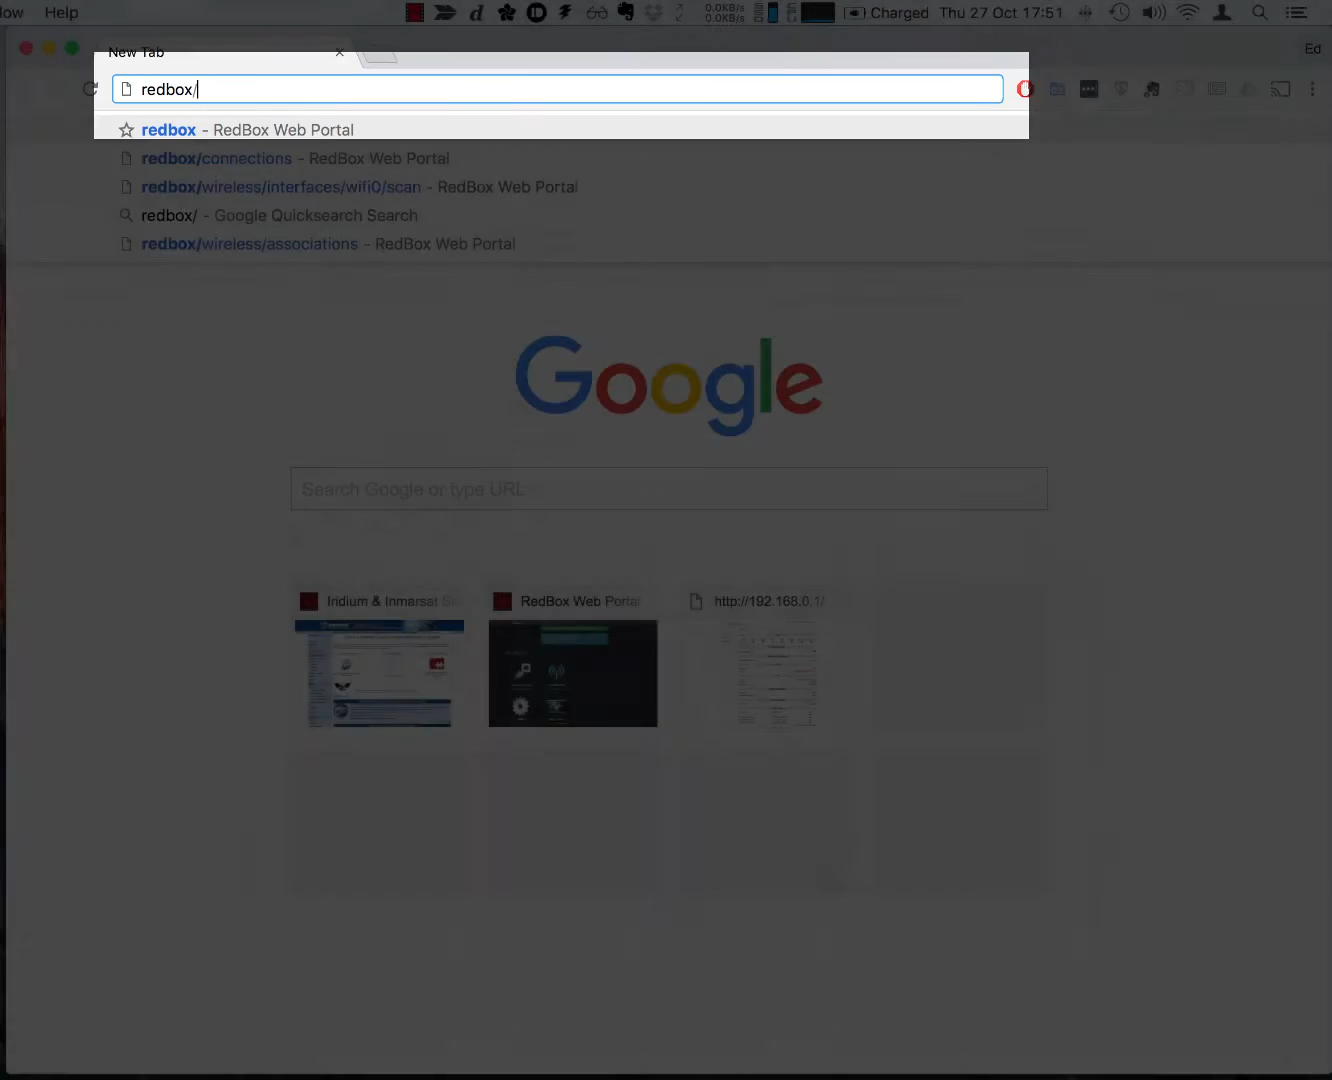 low Help 0.0KB/s Charged Thu 27 Oct 17:51
0.0KB/s
New Tab
Ed
redbox/
redbox - RedBox Web Portal
redbox/connections - RedBox Web Portal
redbox/wireless/interfaces/wifi0/scan - RedBox Web Portal
redbox/ - Google Quicksearch Search
redbox/wireless/associations - RedBox Web Portal
Google
Search Google or type URL
Iridium & Inmarsat RedBox Web Portal http://192.168.0.1/